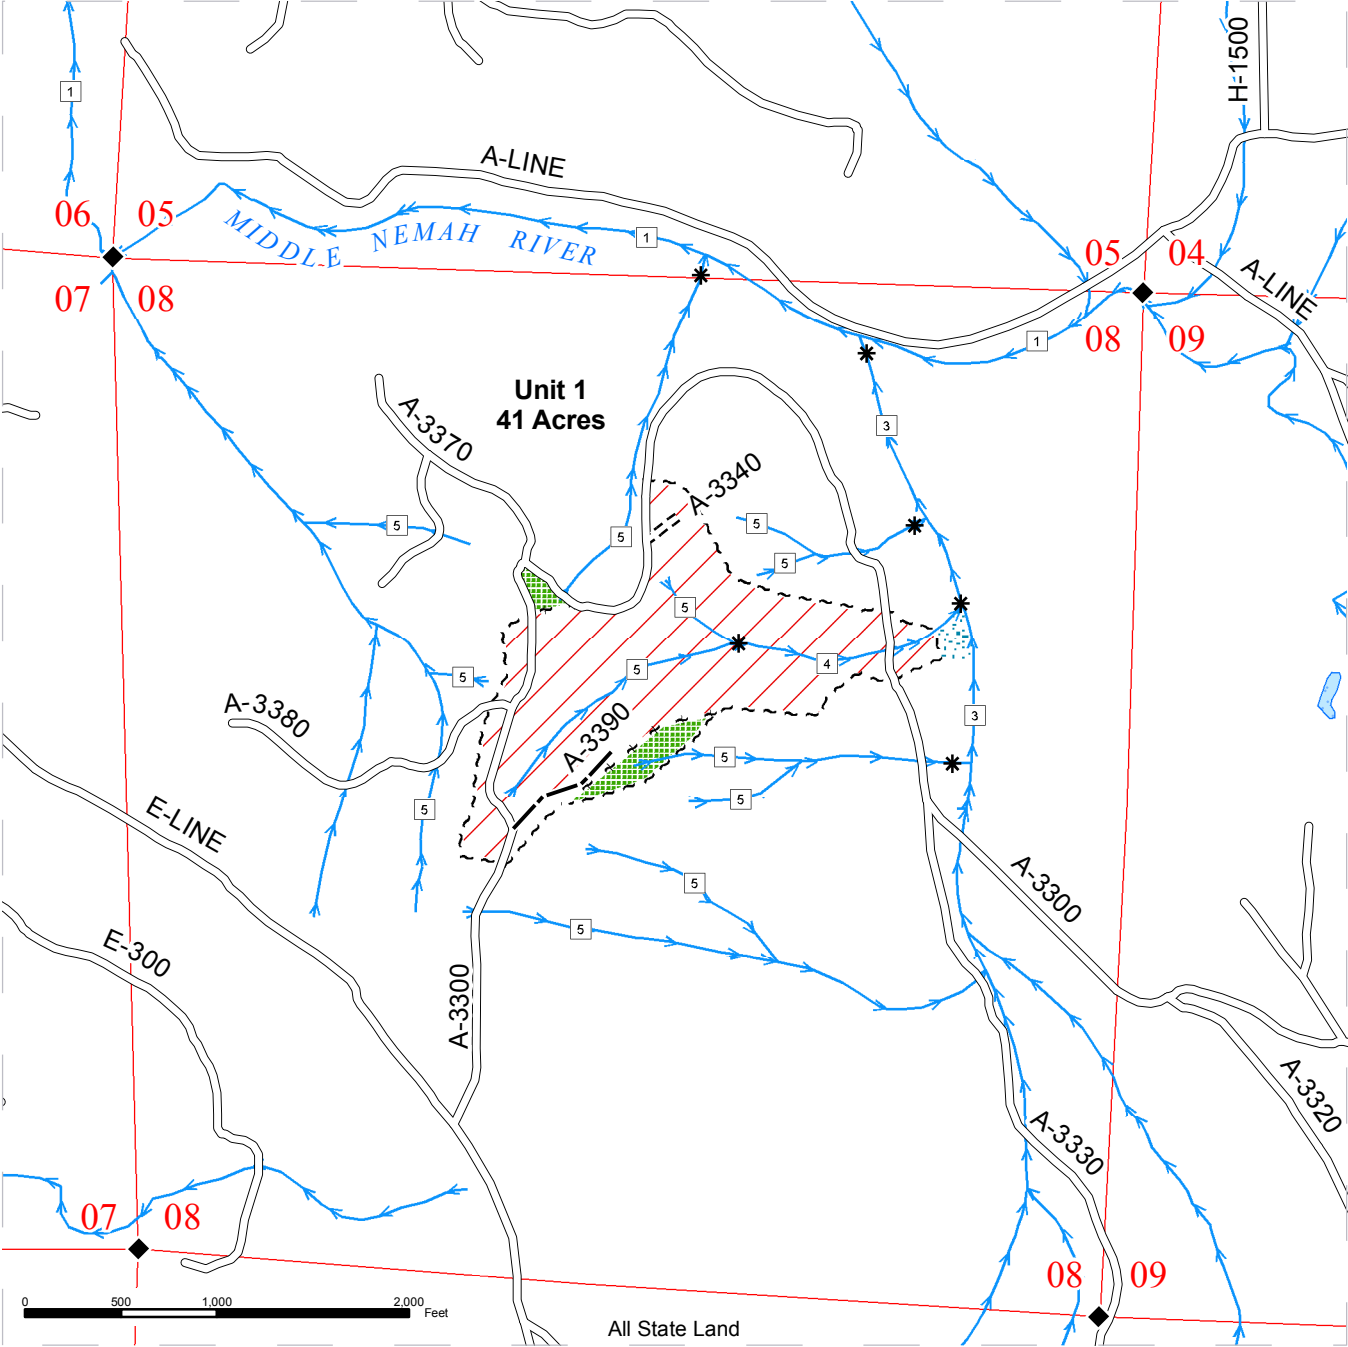 H-1500
1
A-LINE
06 05
MIDDLE NEMAH RIVER
1
05 04
A-LINE
07 08
1
08 09
Unit 1
41 Acres
A-3370
3
A-3340
5
5
5
5
5
5
4
5
A-3380
A-3390
3
5
5
5
E-LINE
A-3300
5
5
E-300
A-3300
A-3320
A-3330
07 08
08 09
0 500 1,000 2,000
Feet
All State Land